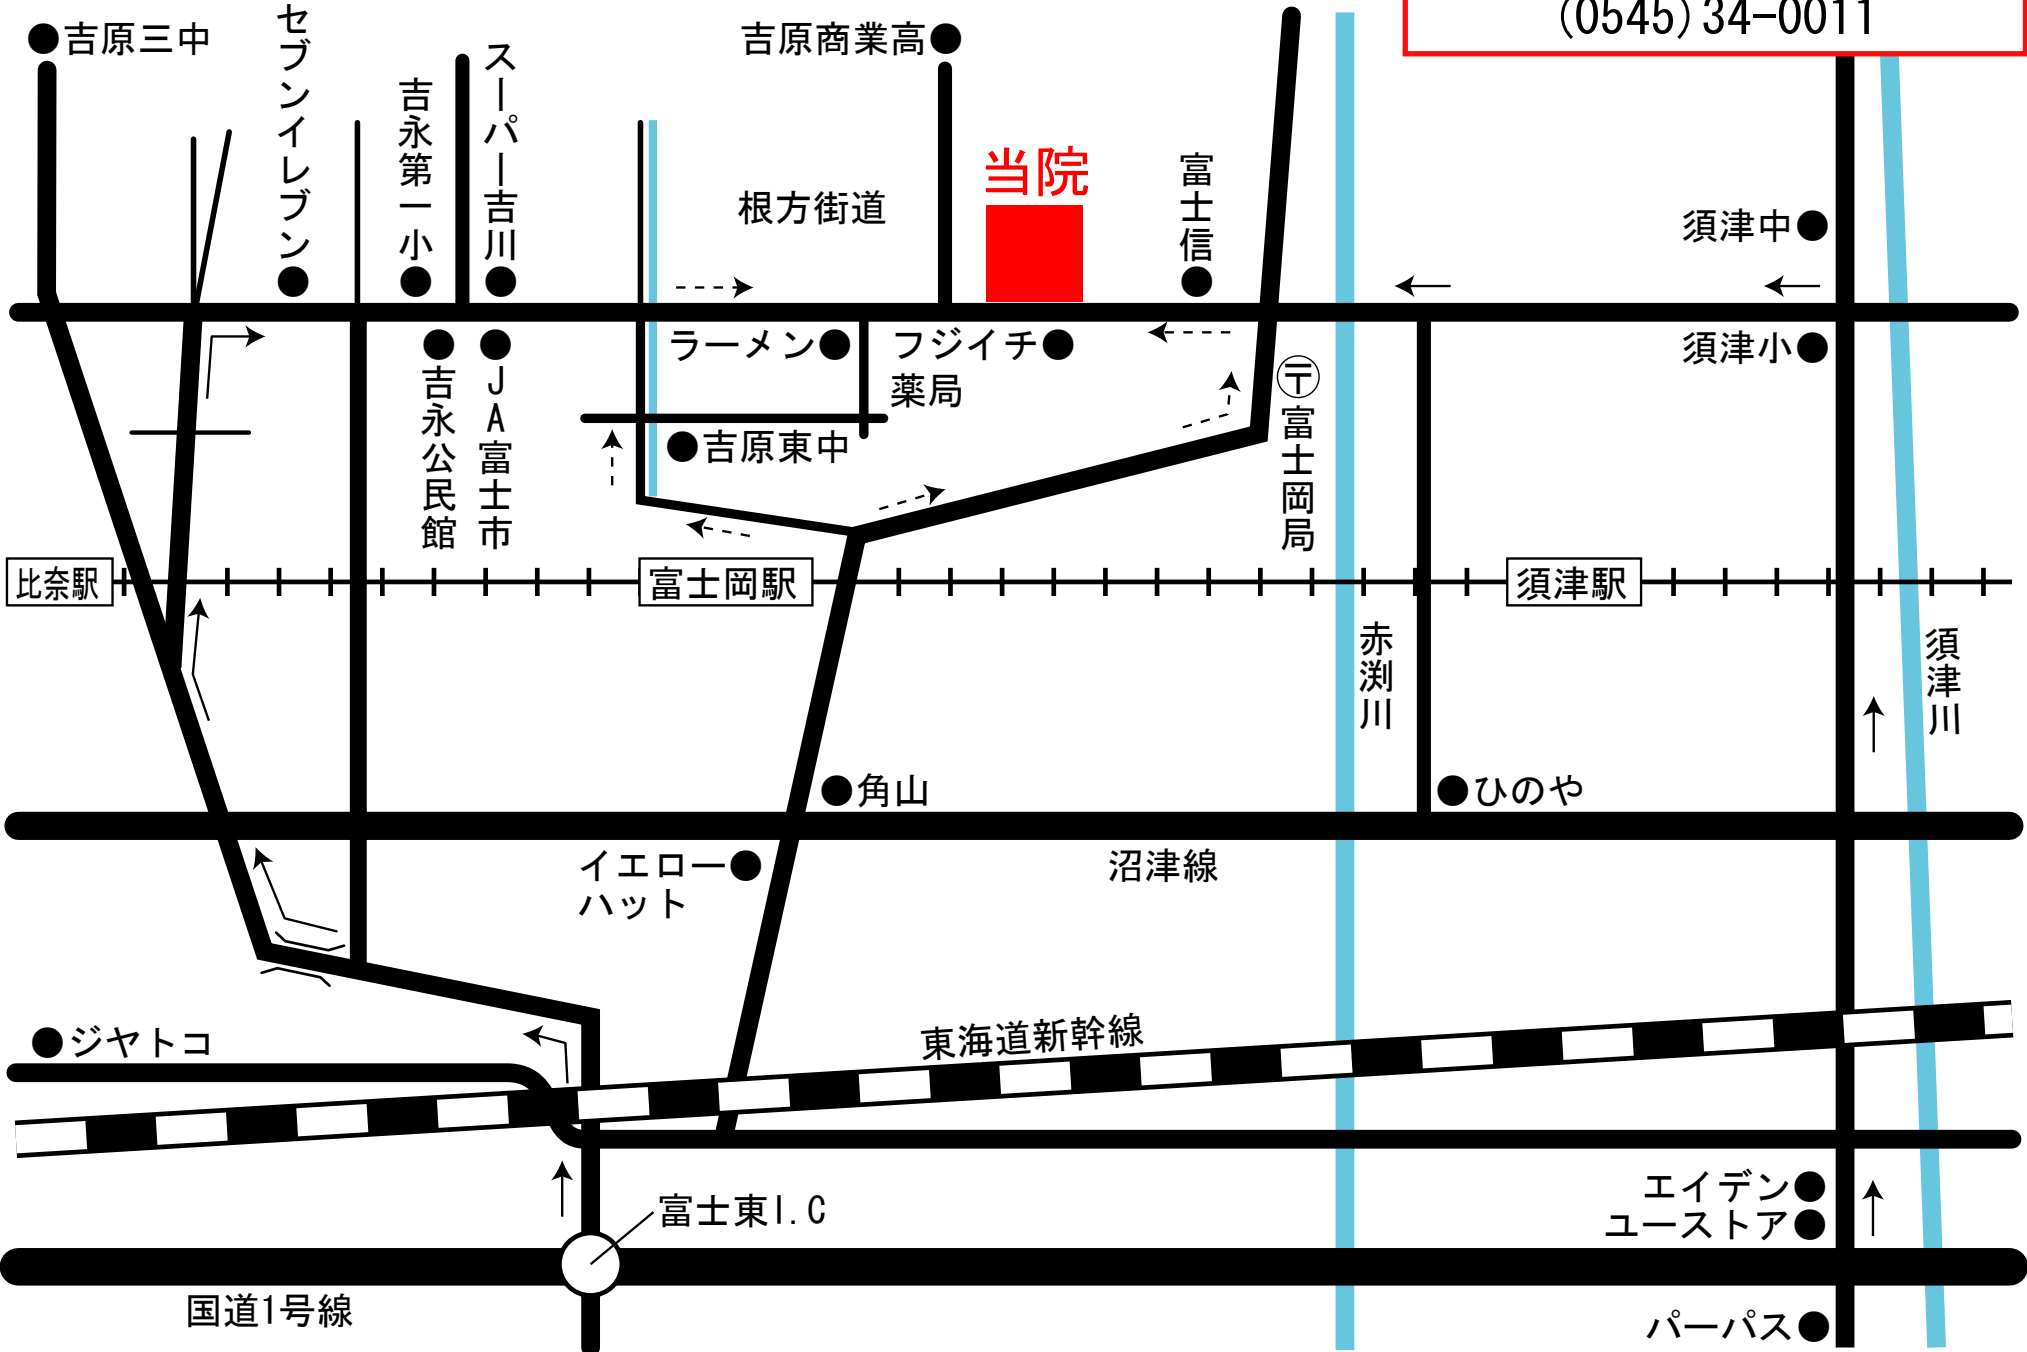 (0545)34-0011
●吉原三中
セブンイレブン●
吉永第一小●
スーパー吉川●
吉原商業高●
根方街道
当院
富士信●
須津中●
●吉永公民館
●JA富士市
ラーメン●
フジイチ●
薬局
〒富士岡局
須津小●
●吉原東中
比奈駅
富士岡駅
須津駅
赤渕川
須津川
●角山
●ひのや
イエロー●
ハット
沼津線
●ジヤトコ
東海道新幹線
エイデン●
ユーストア●
富士東I.C
国道1号線
パーパス●